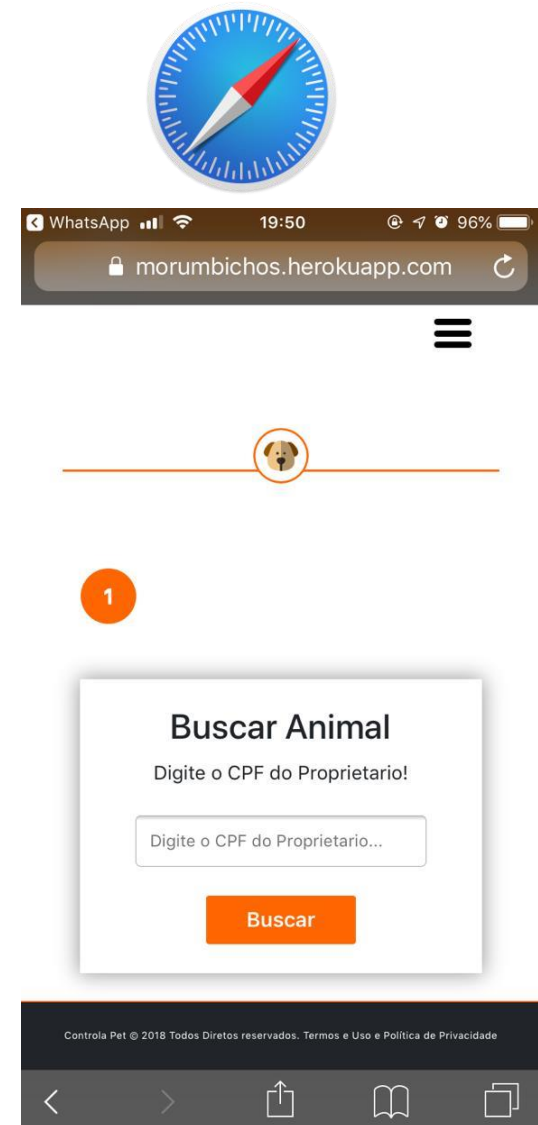 WhatsApp 19:50 96%
morumbichos.herokuapp.com
1
Buscar Animal
Digite o CPF do Proprietario!
Digite o CPF do Proprietario...
Buscar
Controla Pet © 2018 Todos Diretos reservados. Termos e Uso e Política de Privacidade